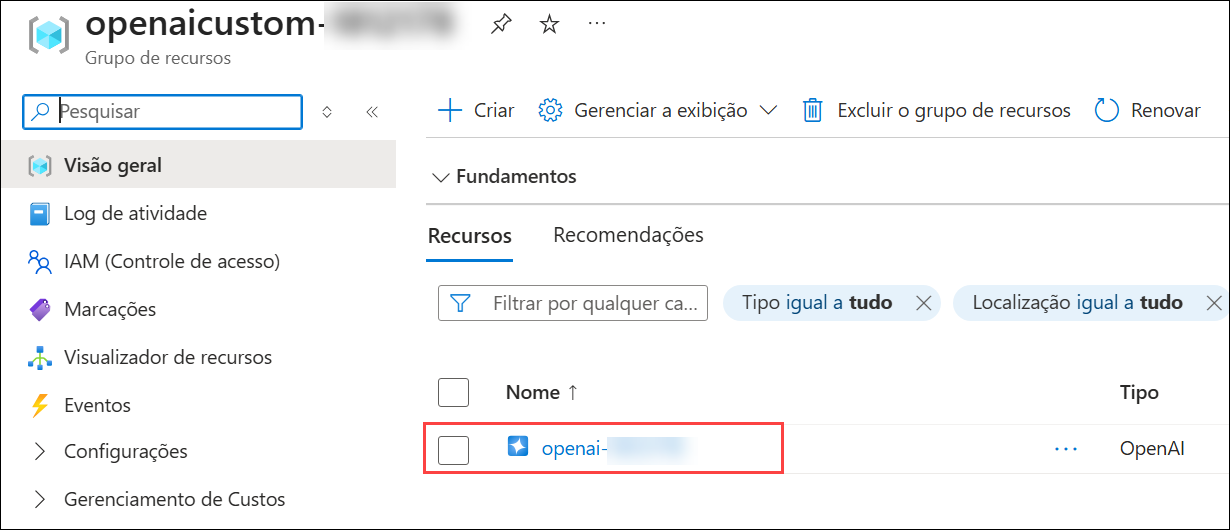 openaicustom-
Grupo de recursos
Pesquisar
Criar
Gerenciar a exibição
Excluir o grupo de recursos
Renovar
Visão geral
Log de atividade
IAM (Controle de acesso)
Marcações
Visualizador de recursos
Eventos
Configurações
Gerenciamento de Custos
Fundamentos
Recursos
Recomendações
Filtrar por qualquer ca...
Tipo igual a tudo
Localização igual a tudo
Nome ↑
Tipo
openai-
OpenAI